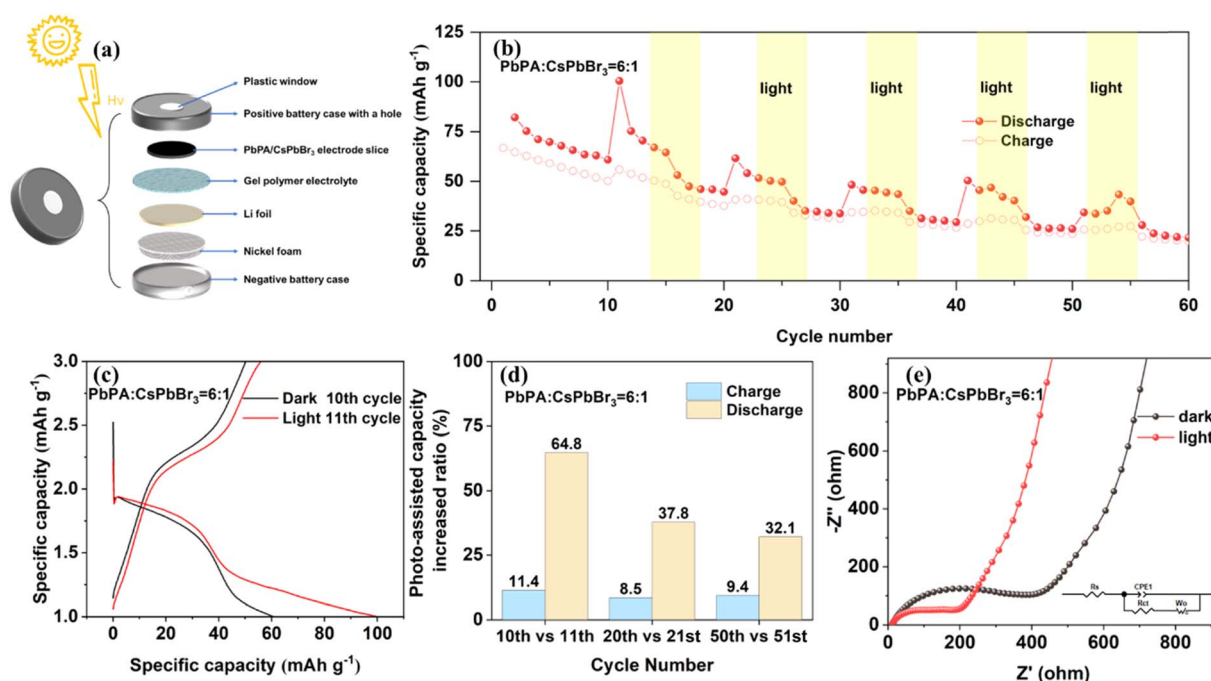 (a)
Hν
Plastic window
Positive battery case with a hole
PbPA/CsPbBr₃ electrode slice
Gel polymer electrolyte
Li foil
Nickel foam
Negative battery case
(b)
PbPA:CsPbBr₃=6:1
light
light
light
light
Discharge
Charge
Specific capacity (mAh g⁻¹)
125
100
75
50
25
0
0
10
20
30
40
50
60
Cycle number
(c)
PbPA:CsPbBr₃=6:1
Dark 10th cycle
Light 11th cycle
Specific capacity (mAh g⁻¹)
3.0
2.5
2.0
1.5
1.0
0
20
40
60
80
100
Specific capacity (mAh g⁻¹)
(d)
PbPA:CsPbBr₃=6:1
Charge
Discharge
Photo-assisted capacity
increased ratio (%)
100
75
50
25
0
11.4
64.8
8.5
37.8
9.4
32.1
10th vs 11th
20th vs 21st
50th vs 51st
Cycle Number
(e)
PbPA:CsPbBr₃=6:1
dark
light
-Z'' (ohm)
800
600
400
200
0
Rs
CPE1
Rct
Wo
0
200
400
600
800
Z' (ohm)